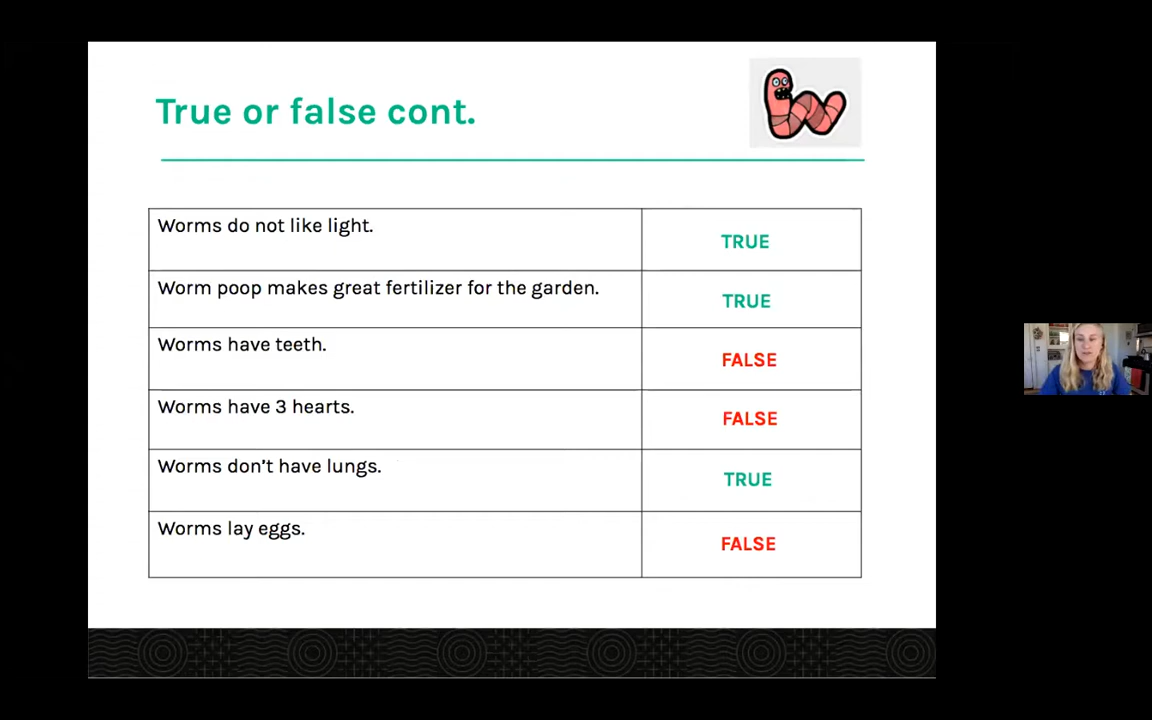 True or false cont.
Worms do not like light.
TRUE
Worm poop makes great fertilizer for the garden.
TRUE
Worms have teeth.
FALSE
Worms have 3 hearts.
FALSE
Worms don't have lungs.
TRUE
Worms lay eggs.
FALSE